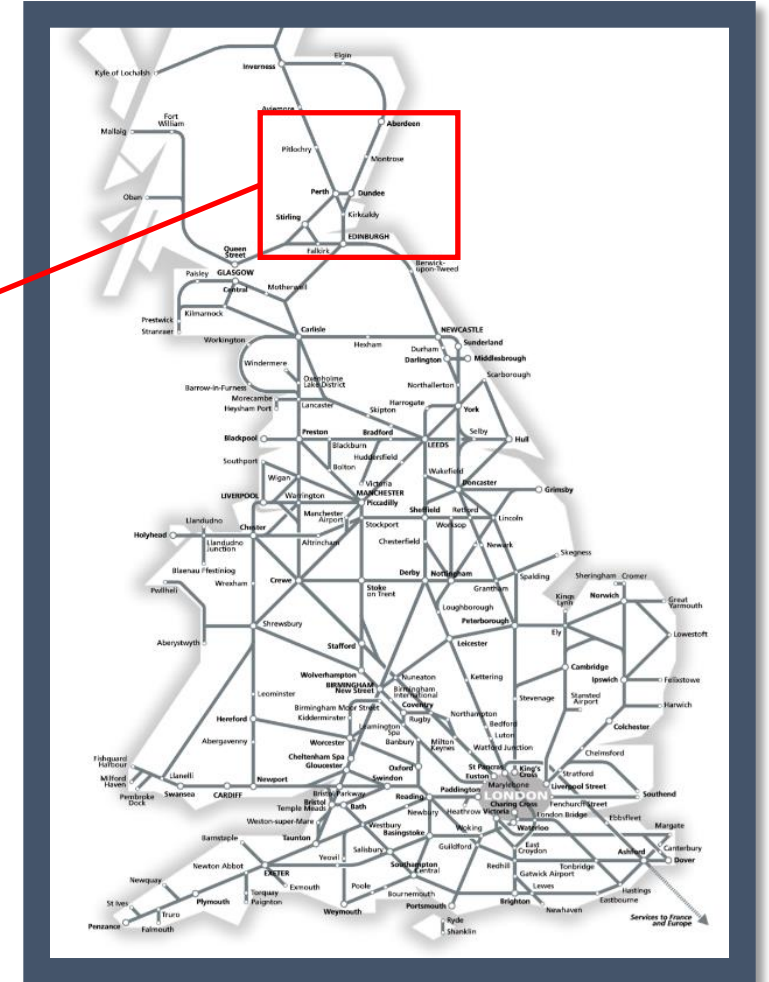 Elgin
Inverness
Kyle of Lochalsh
Aviemore
Fort
William
Mallaig
Aberdeen
Pitlochry
Montrose
Perth
Dundee
Oban
Stirling
Kirkcaldy
EDINBURGH
Queen
Street
Falkirk
Berwick-
upon-Tweed
Paisley
GLASGOW
Central
Motherwell
Prestwick
Kilmarnock
Stranraer
Carlisle
NEWCASTLE
Workington
Hexham
Sunderland
Durham
Darlington
Middlesbrough
Windermere
Oxenholme
Lake District
Scarborough
Barrow-in-Furness
Northallerton
Morecambe
Heysham Port
Lancaster
Harrogate
York
Skipton
Blackpool
Preston
Bradford
Selby
Hull
Blackburn
LEEDS
Southport
Bolton
Huddersfield
Wakefield
Wigan
Victoria
Doncaster
LIVERPOOL
Warrington
MANCHESTER
Piccadilly
Grimsby
Manchester
Airport
Sheffield
Retford
Llandudno
Chester
Stockport
Worksop
Lincoln
Holyhead
Llandudno
Junction
Altrincham
Chesterfield
Newark
Skegness
Blaenau Ffestiniog
Wrexham
Crewe
Stoke
on Trent
Derby
Nottingham
Grantham
Spalding
Sheringham
Cromer
Pwllheli
Kings
Lynn
Norwich
Great
Yarmouth
Loughborough
Peterborough
Shrewsbury
Ely
Lowestoft
Aberystwyth
Stafford
Leicester
Wolverhampton
Cambridge
BIRMINGHAM
New Street
Nuneaton
Kettering
Ipswich
Felixstowe
Birmingham
International
Leominster
Birmingham Moor Street
Coventry
Stevenage
Stansted
Airport
Harwich
Kidderminster
Rugby
Northampton
Hereford
Leamington
Spa
Bedford
Colchester
Abergavenny
Worcester
Banbury
Milton
Keynes
Luton
Watford Junction
Chelmsford
Cheltenham Spa
Gloucester
Oxford
St Pancras
King's
Cross
Fishguard
Harbour
Llanelli
Euston
Stratford
Milford
Haven
Newport
Swindon
Marylebone
Liverpool Street
Pembroke
Dock
Swansea
CARDIFF
Bristol Parkway
Reading
Paddington
LONDON
Southend
Bristol
Temple Meads
Bath
Newbury
Heathrow
Charing Cross
Fenchurch Street
Victoria
London Bridge
Ebbsfleet
Weston-super-Mare
Westbury
Basingstoke
Woking
Waterloo
Margate
Barnstaple
Taunton
Salisbury
Guildford
East
Croydon
Canterbury
Yeovil
Newton Abbot
Southampton
Central
Redhill
Tonbridge
Ashford
Dover
EXETER
Gatwick Airport
Newquay
Exmouth
Poole
Lewes
Hastings
St Ives
Plymouth
Torquay
Paignton
Bournemouth
Eastbourne
Truro
Weymouth
Portsmouth
Brighton
Newhaven
Penzance
Falmouth
Ryde
Shanklin
Services to France
and Europe